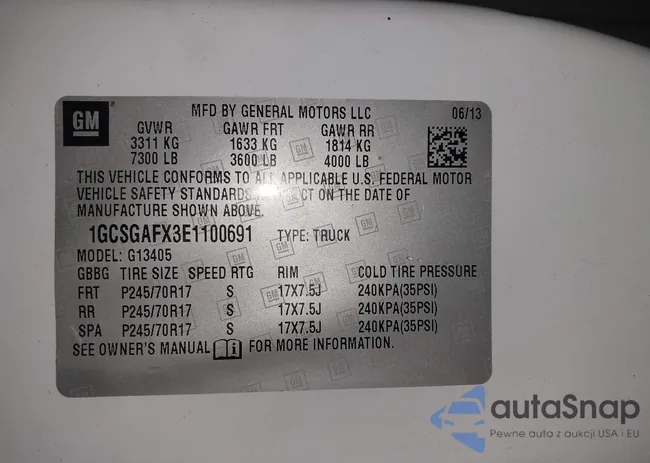 GM
MFD BY GENERAL MOTORS LLC 06/13
GVWR GAWR FRT GAWR RR
3311 KG 1633 KG 1814 KG
7300 LB 3600 LB 4000 LB
THIS VEHICLE CONFORMS TO ALL APPLICABLE U.S. FEDERAL MOTOR
VEHICLE SAFETY STANDARDS IN EFFECT ON THE DATE OF
MANUFACTURE SHOWN ABOVE.
1GCSGAFX3E1100691 TYPE: TRUCK
MODEL: G13405
GBBG TIRE SIZE SPEED RTG RIM COLD TIRE PRESSURE
FRT P245/70R17 S 17X7.5J 240KPA(35PSI)
RR P245/70R17 S 17X7.5J 240KPA(35PSI)
SPA P245/70R17 S 17X7.5J 240KPA(35PSI)
SEE OWNER'S MANUAL FOR MORE INFORMATION.
autaSnap
Pewne auta z aukcji USA i EU